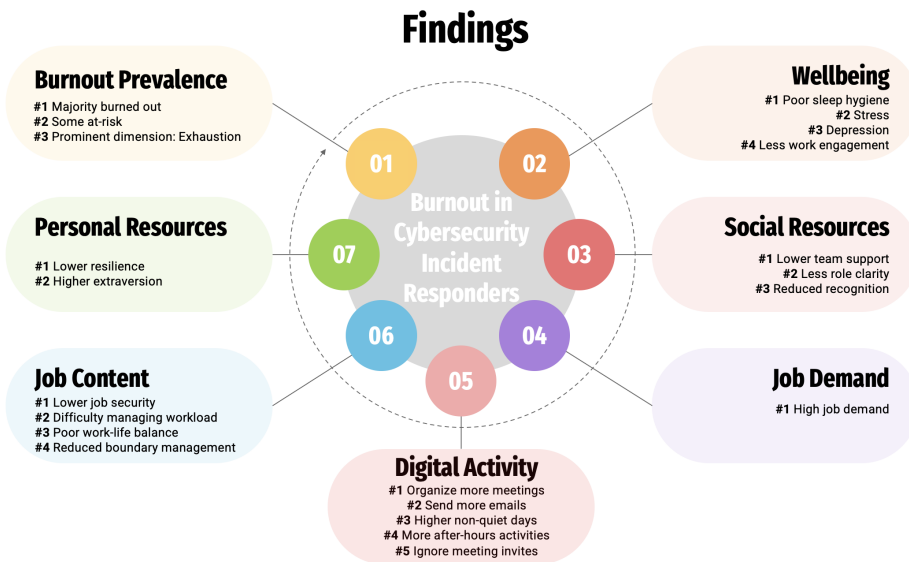 Findings
Burnout Prevalence
#1 Majority burned out
#2 Some at-risk
#3 Prominent dimension: Exhaustion
Wellbeing
#1 Poor sleep hygiene
#2 Stress
#3 Depression
#4 Less work engagement
01
02
Burnout in
Cybersecurity
Incident
Responders
Personal Resources
#1 Lower resilience
#2 Higher extraversion
07
03
Social Resources
#1 Lower team support
#2 Less role clarity
#3 Reduced recognition
06
04
05
Job Content
#1 Lower job security
#2 Difficulty managing workload
#3 Poor work-life balance
#4 Reduced boundary management
Job Demand
#1 High job demand
Digital Activity
#1 Organize more meetings
#2 Send more emails
#3 Higher non-quiet days
#4 More after-hours activities
#5 Ignore meeting invites